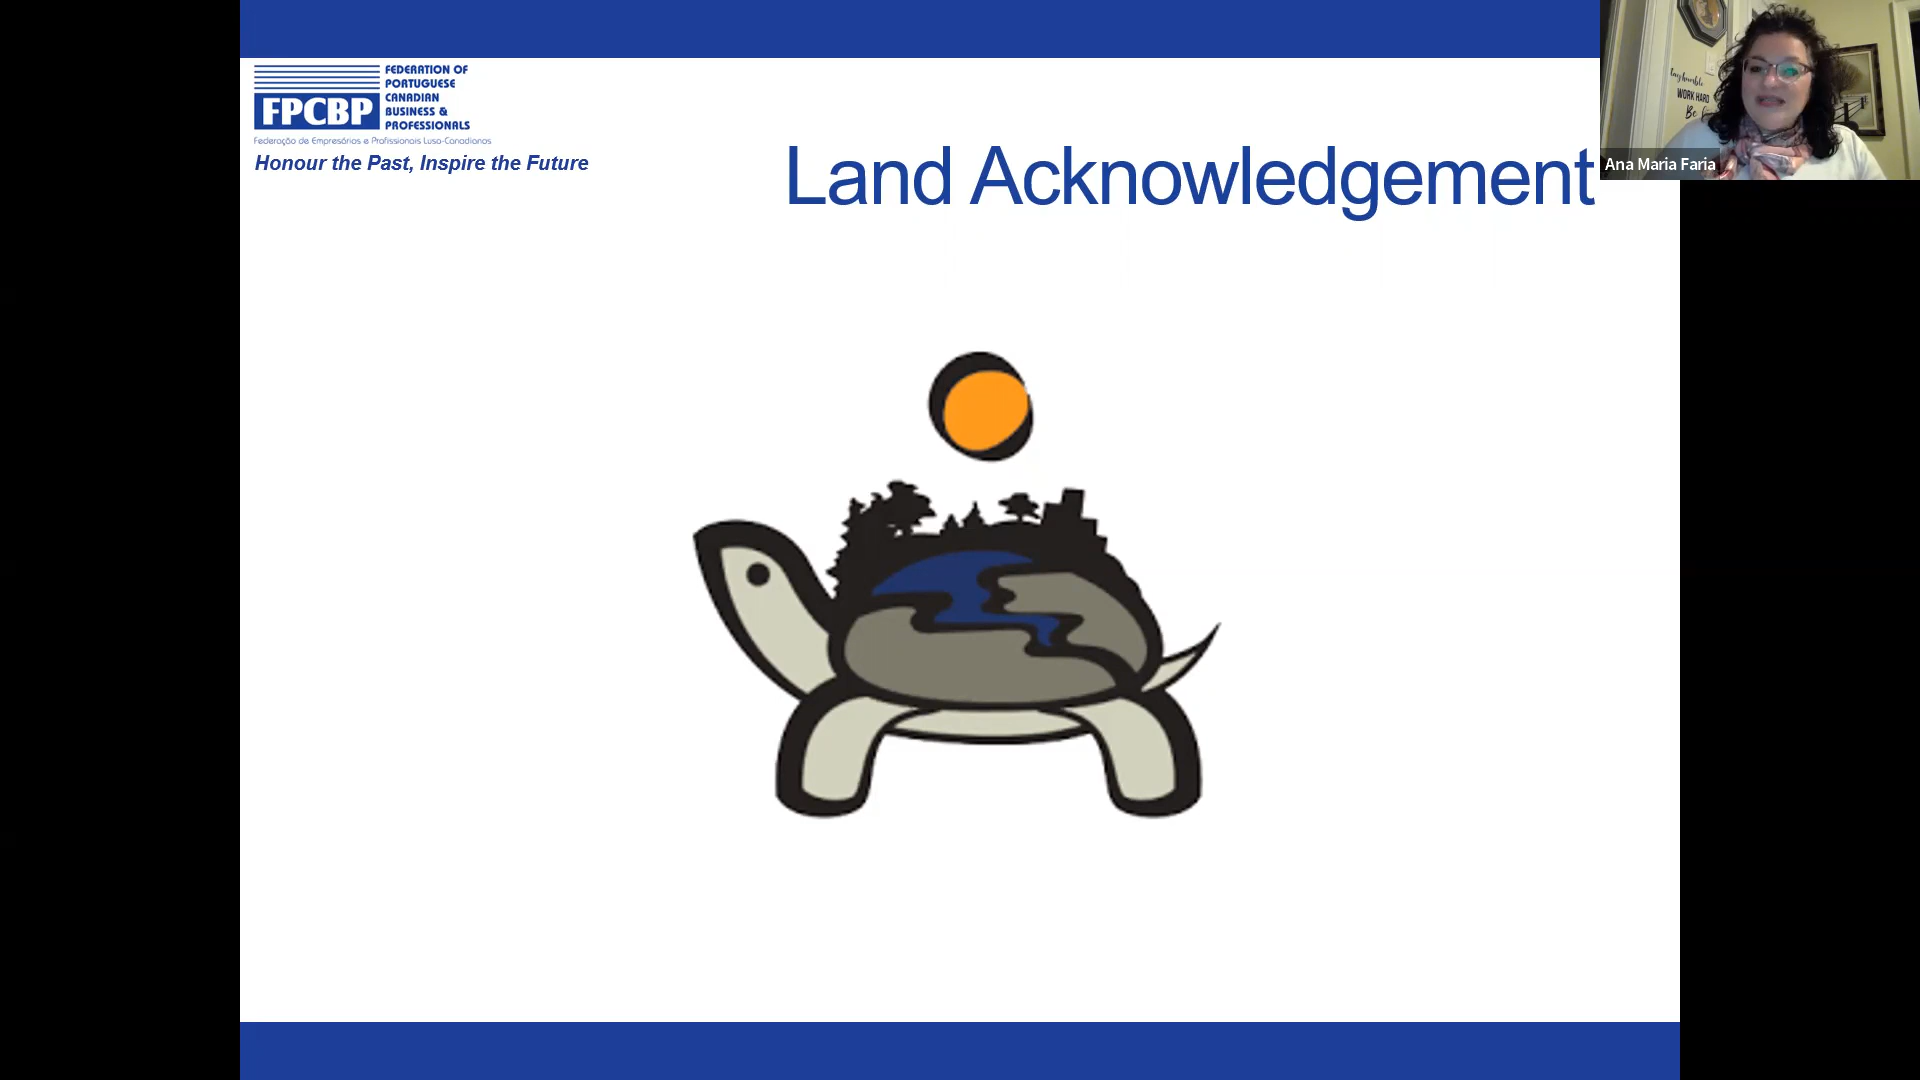 FEDERATION OF
PORTUGUESE
CANADIAN
BUSINESS &
PROFESSIONALS
FPCBP
Federação de Empresários e Profissionais Luso-Canadianos
Honour the Past, Inspire the Future
Land Acknowledgement
WORK HARD
Be
Ana Maria Faria